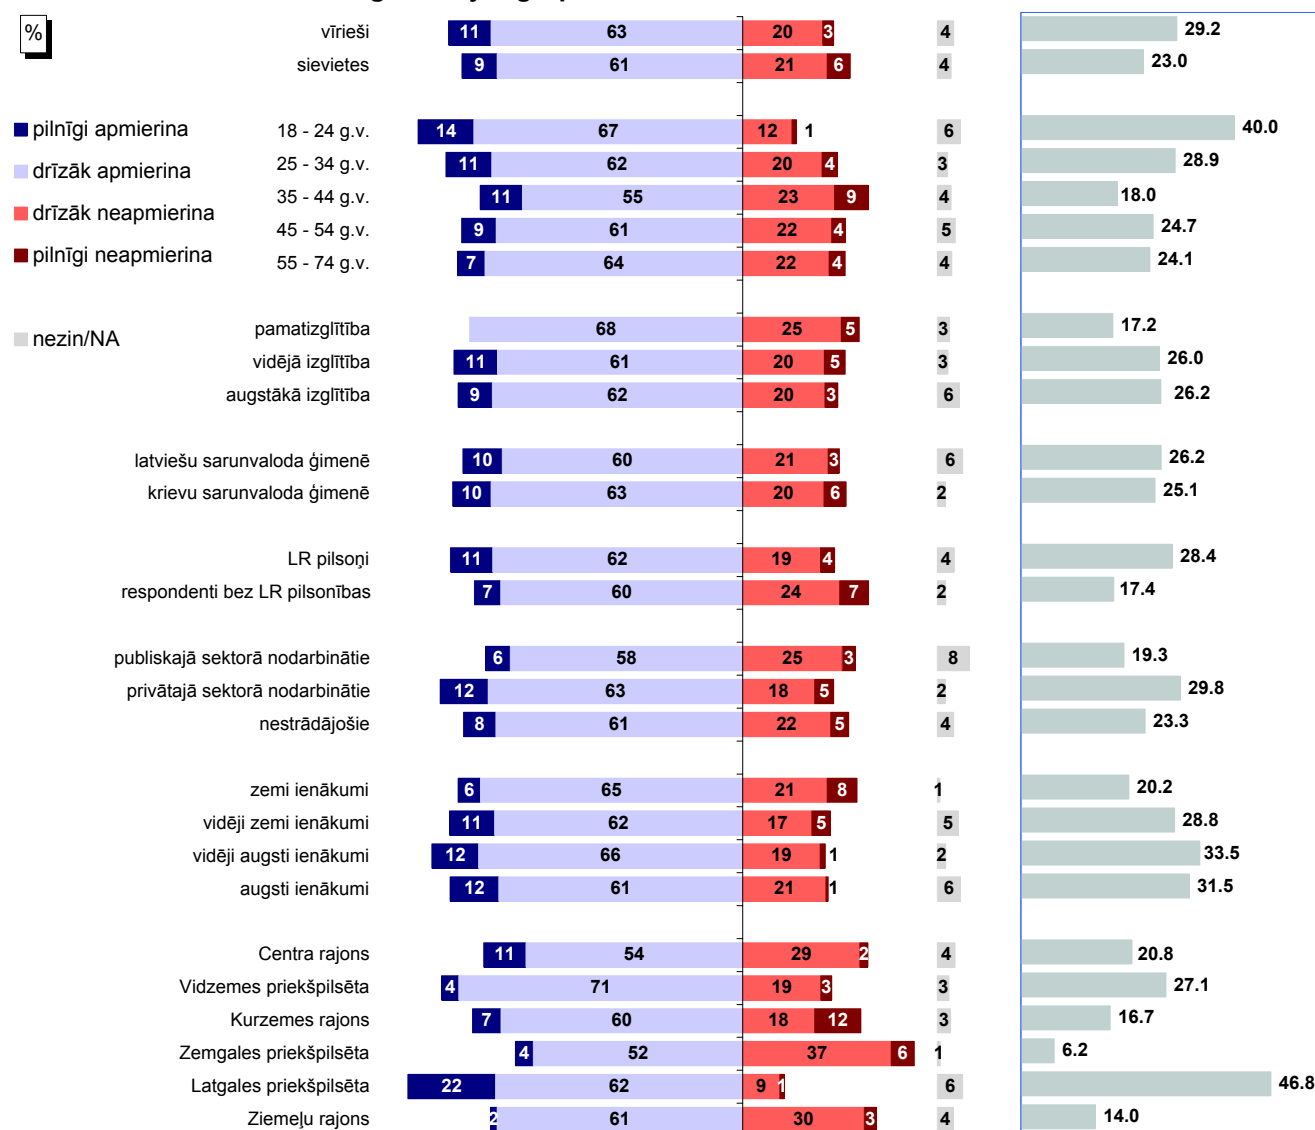 %
vīrieši 11 63 20 3 4 29.2
sievietes 9 61 21 6 4 23.0
pilnīgi apmierina 18 - 24 g.v. 14 67 12 1 6 40.0
25 - 34 g.v. 11 62 20 4 3 28.9
drīzāk apmierina
35 - 44 g.v. 11 55 23 9 4 18.0
drīzāk neapmierina
45 - 54 g.v. 9 61 22 4 5 24.7
pilnīgi neapmierina 55 - 74 g.v. 7 64 22 4 4 24.1
pamatizglītība 68 25 5 3 17.2
nezin/NA
vidējā izglītība 11 61 20 5 3 26.0
augstākā izglītība 9 62 20 3 6 26.2
latviešu sarunvaloda ģimenē 10 60 21 3 6 26.2
krievu sarunvaloda ģimenē 10 63 20 6 2 25.1
LR pilsoņi 11 62 19 4 4 28.4
respondenti bez LR pilsonības 7 60 24 7 2 17.4
publiskajā sektorā nodarbinātie 6 58 25 3 8 19.3
privātajā sektorā nodarbinātie 12 63 18 5 2 29.8
nestrādājošie 8 61 22 5 4 23.3
zemi ienākumi 6 65 21 8 1 20.2
vidēji zemi ienākumi 11 62 17 5 5 28.8
vidēji augsti ienākumi 12 66 19 1 2 33.5
augsti ienākumi 12 61 21 1 6 31.5
Centra rajons 11 54 29 2 4 20.8
Vidzemes priekšpilsēta 4 71 19 3 3 27.1
Kurzemes rajons 7 60 18 12 3 16.7
Zemgales priekšpilsēta 4 52 37 6 1 6.2
Latgales priekšpilsēta 22 62 9 1 6 46.8
Ziemeļu rajons 2 61 30 3 4 14.0